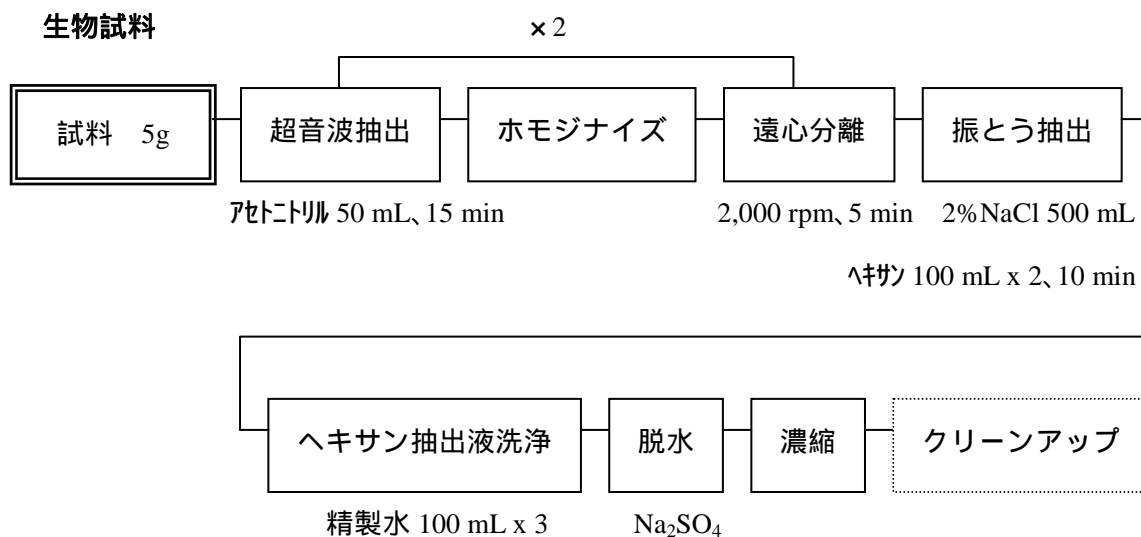 生物試料
× 2
試料 5g
超音波抽出
ホモジナイズ
遠心分離
振とう抽出
ｱｾﾄﾆﾄﾘﾙ 50 mL、15 min
2,000 rpm、5 min
2%NaCl 500 mL
ﾍｷｻﾝ 100 mL x 2、10 min
ヘキサン抽出液洗浄
脱水
濃縮
クリーンアップ
精製水 100 mL x 3
Na₂SO₄